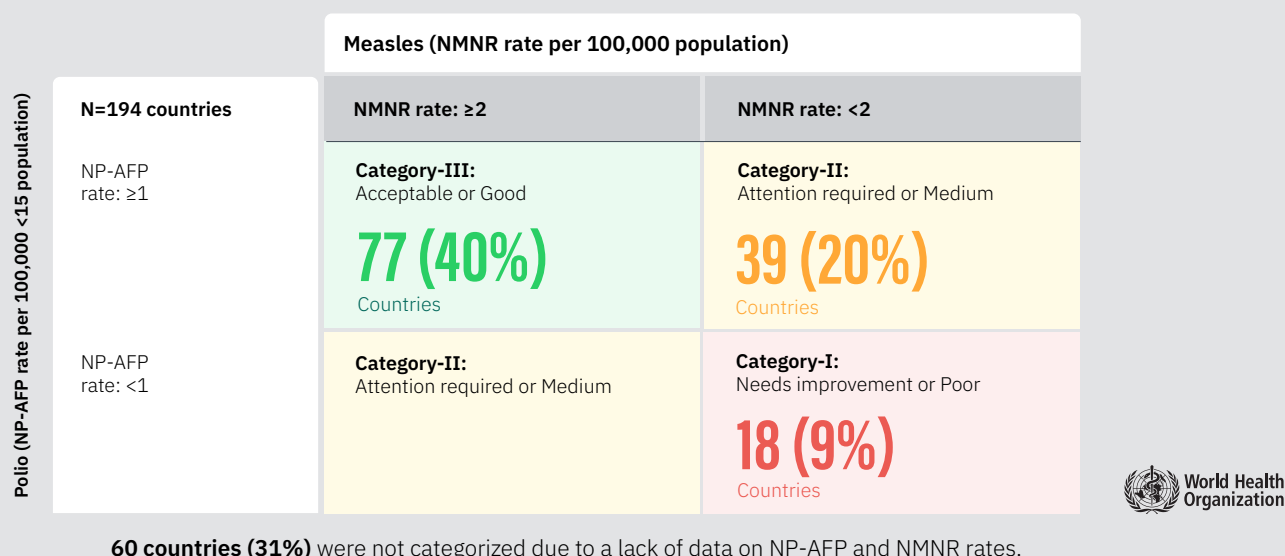 Measles (NMNR rate per 100,000 population)
Polio (NP-AFP rate per 100,000 <15 population)
N=194 countries
NMNR rate: ≥2
NMNR rate: <2
NP-AFP
rate: ≥1
Category-III:
Acceptable or Good
77 (40%)
Countries
Category-II:
Attention required or Medium
39 (20%)
Countries
NP-AFP
rate: <1
Category-II:
Attention required or Medium
Category-I:
Needs improvement or Poor
18 (9%)
Countries
World Health
Organization
60 countries (31%) were not categorized due to a lack of data on NP-AFP and NMNR rates.